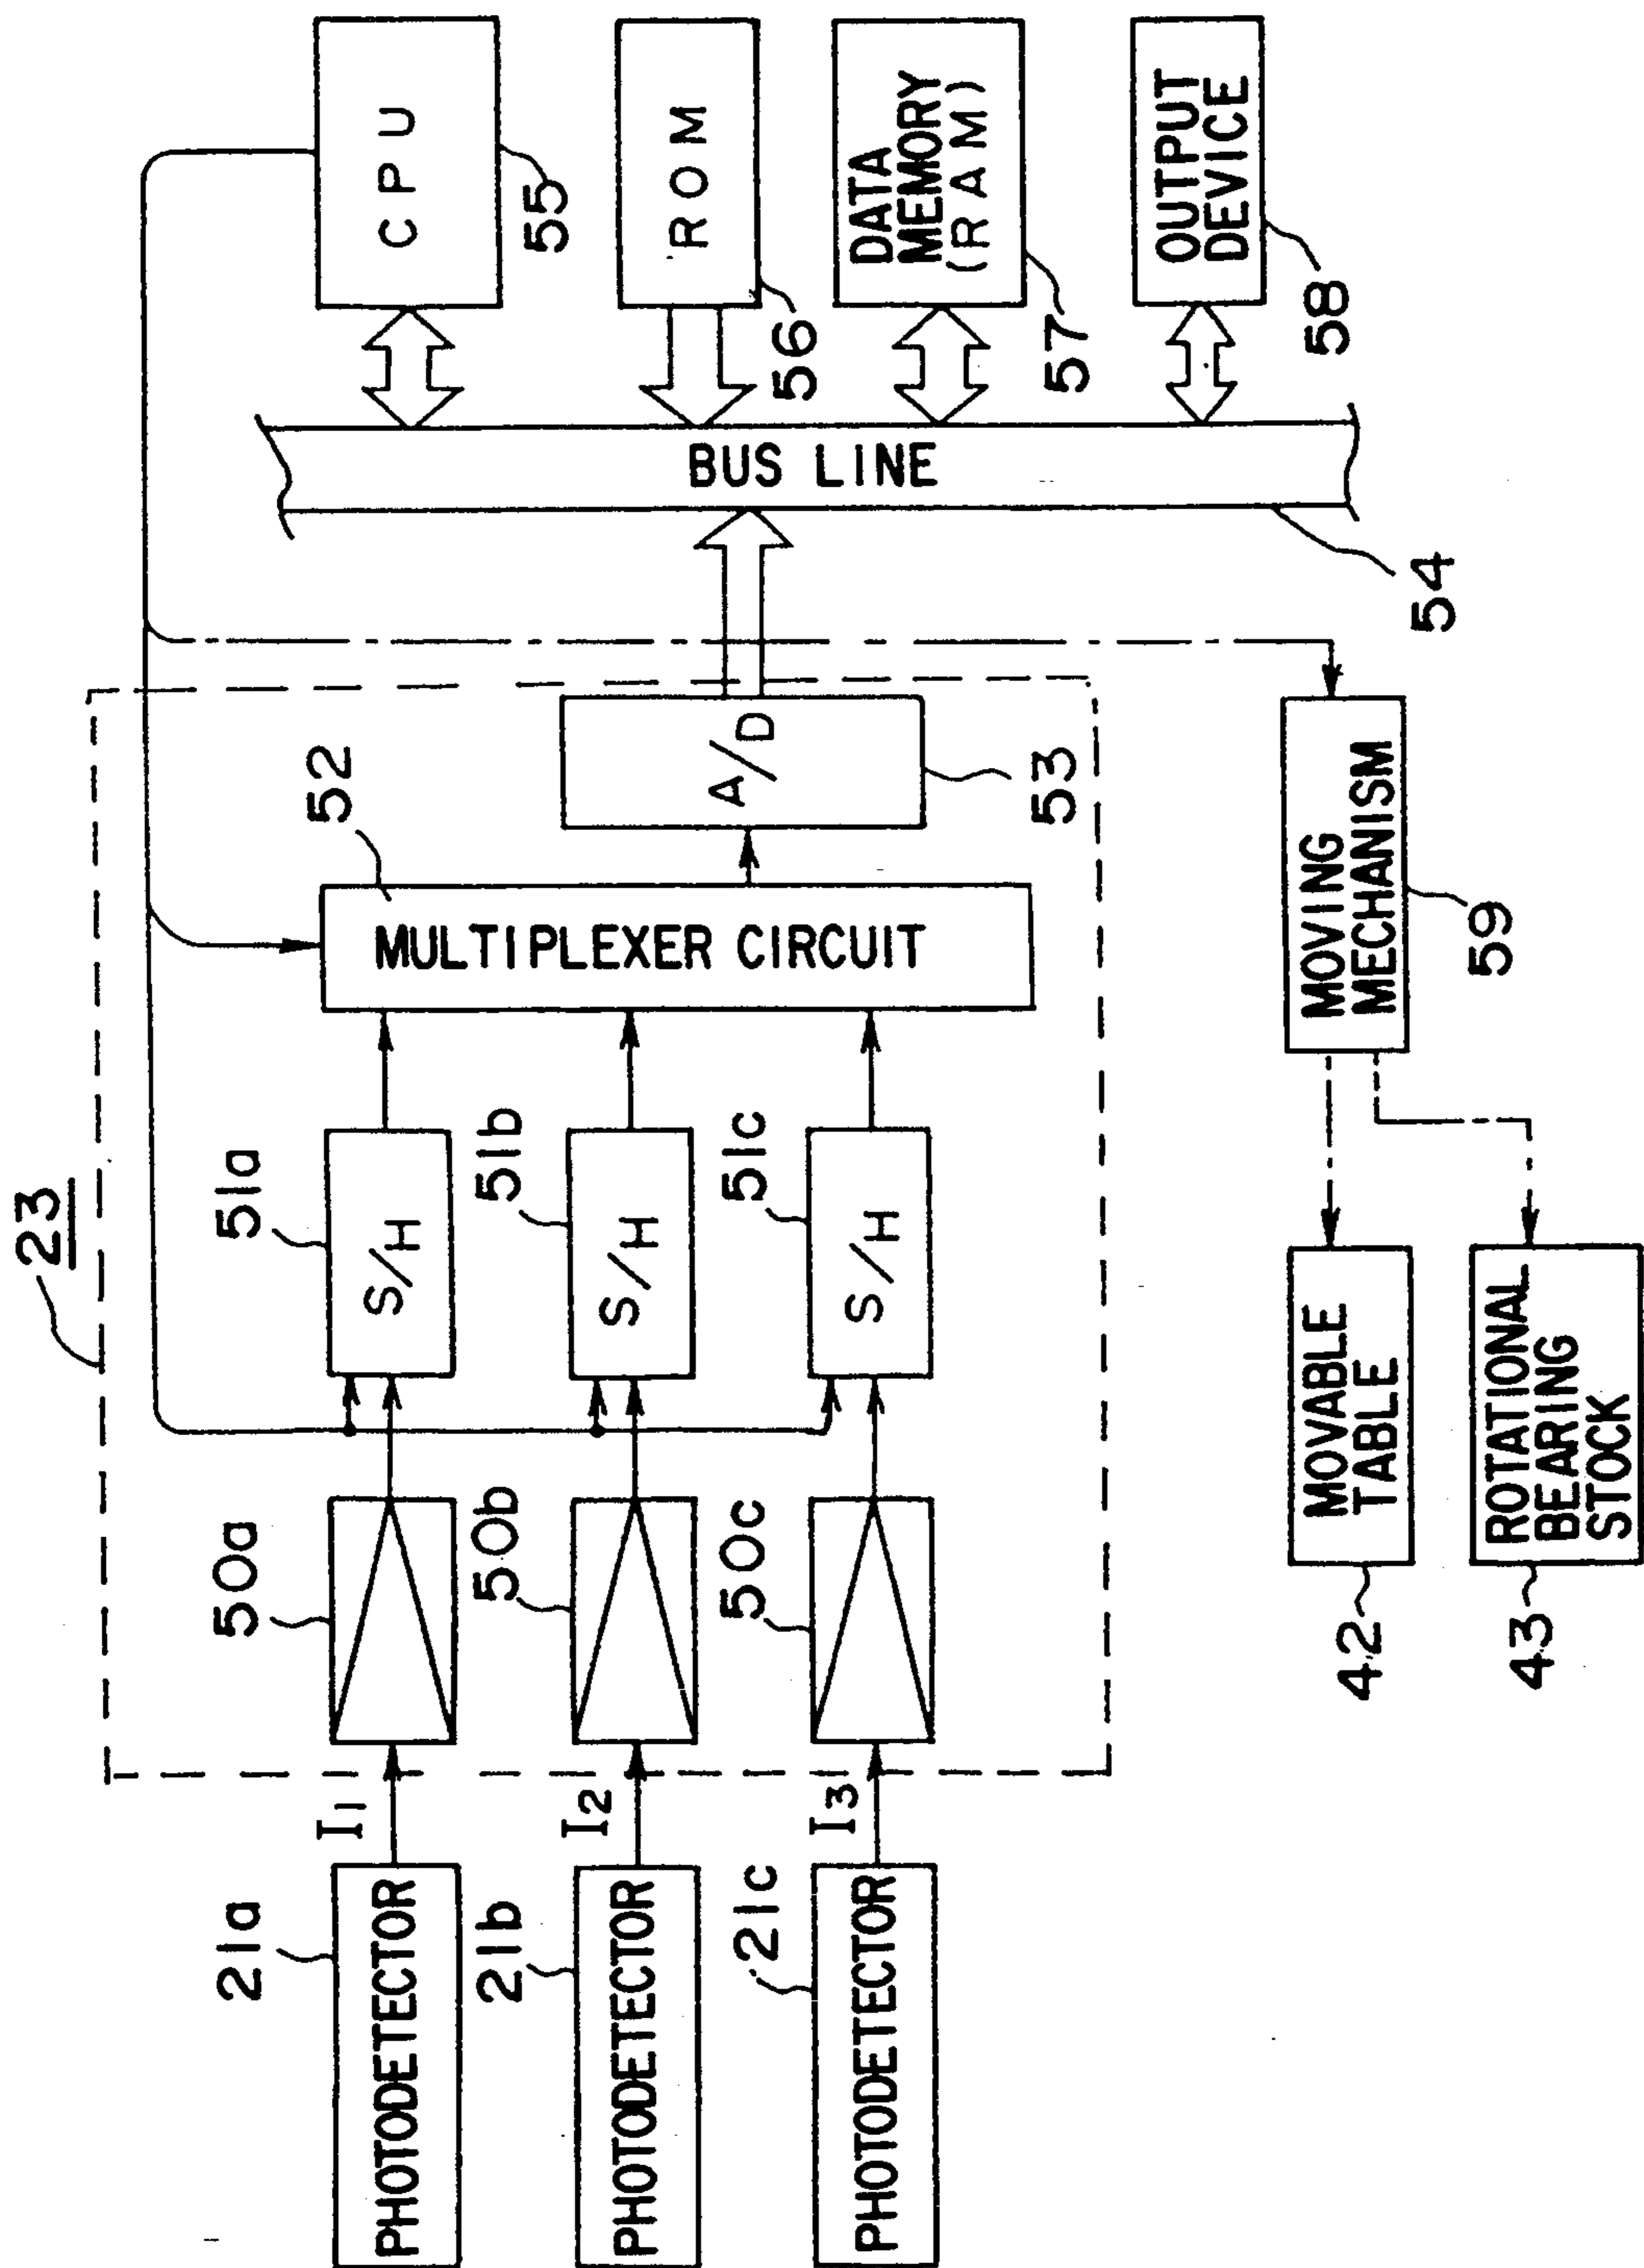 23
21a
PHOTODETECTOR
I1
50a
51a
S/H
52
MULTIPLEXER CIRCUIT
A/D
53
BUS LINE
54
CPU
55
ROM
56
DATA
MEMORY
(RAM)
57
OUTPUT
DEVICE
58
21b
PHOTODETECTOR
I2
50b
51b
S/H
21c
PHOTODETECTOR
I3
50c
51c
S/H
MOVING
MECHANISM
59
MOVABLE
TABLE
42
ROTATIONAL
BEARING
STOCK
43